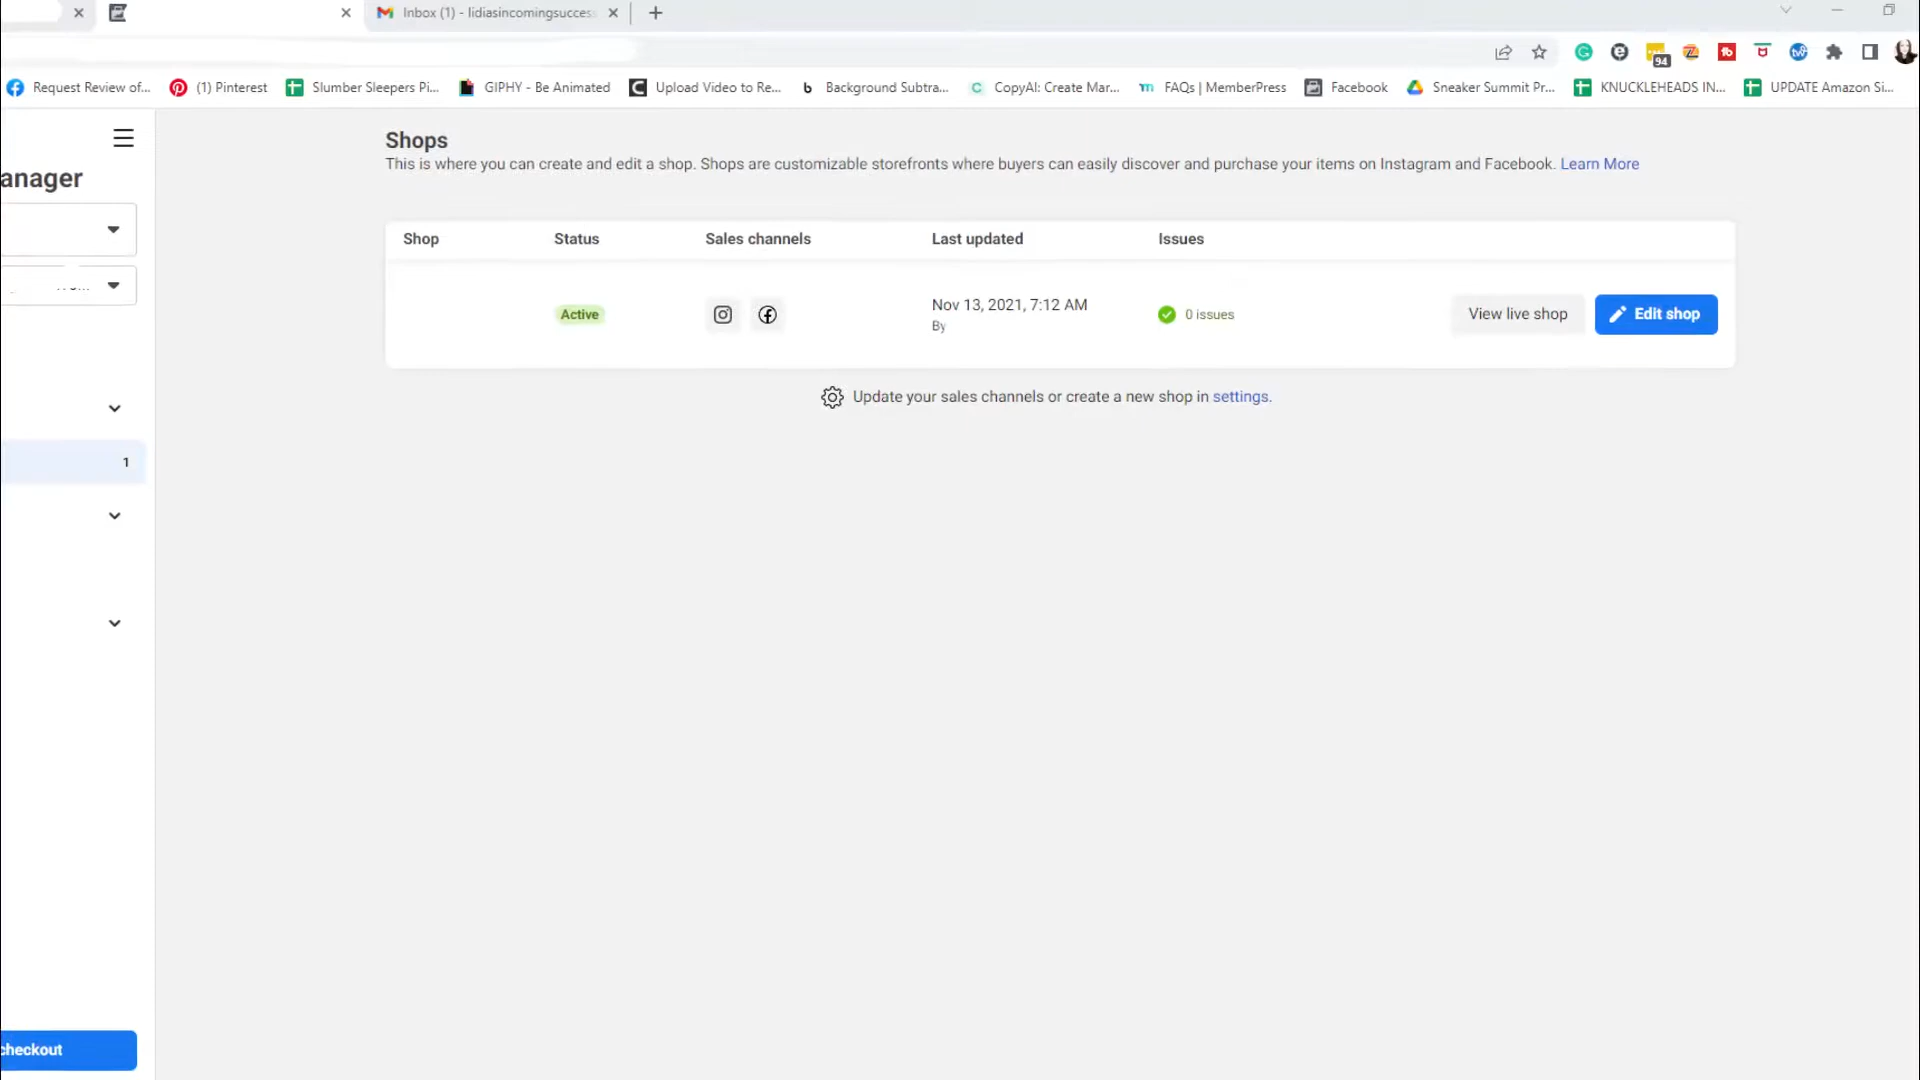 Inbox (1) - lidiasincomingsucces
94
Request Review of...
(1) Pinterest
Slumber Sleepers Pi...
GIPHY - Be Animated
Upload Video to Re...
Background Subtra...
CopyAI: Create Mar...
FAQs | MemberPress
Facebook
Sneaker Summit Pr...
KNUCKLEHEADS IN...
UPDATE Amazon Si...
anager
1
checkout
Shops
This is where you can create and edit a shop. Shops are customizable storefronts where buyers can easily discover and purchase your items on Instagram and Facebook. Learn More
Shop Status Sales channels Last updated Issues
Active
Nov 13, 2021, 7:12 AM
By
0 issues
View live shop
Edit shop
Update your sales channels or create a new shop in settings.